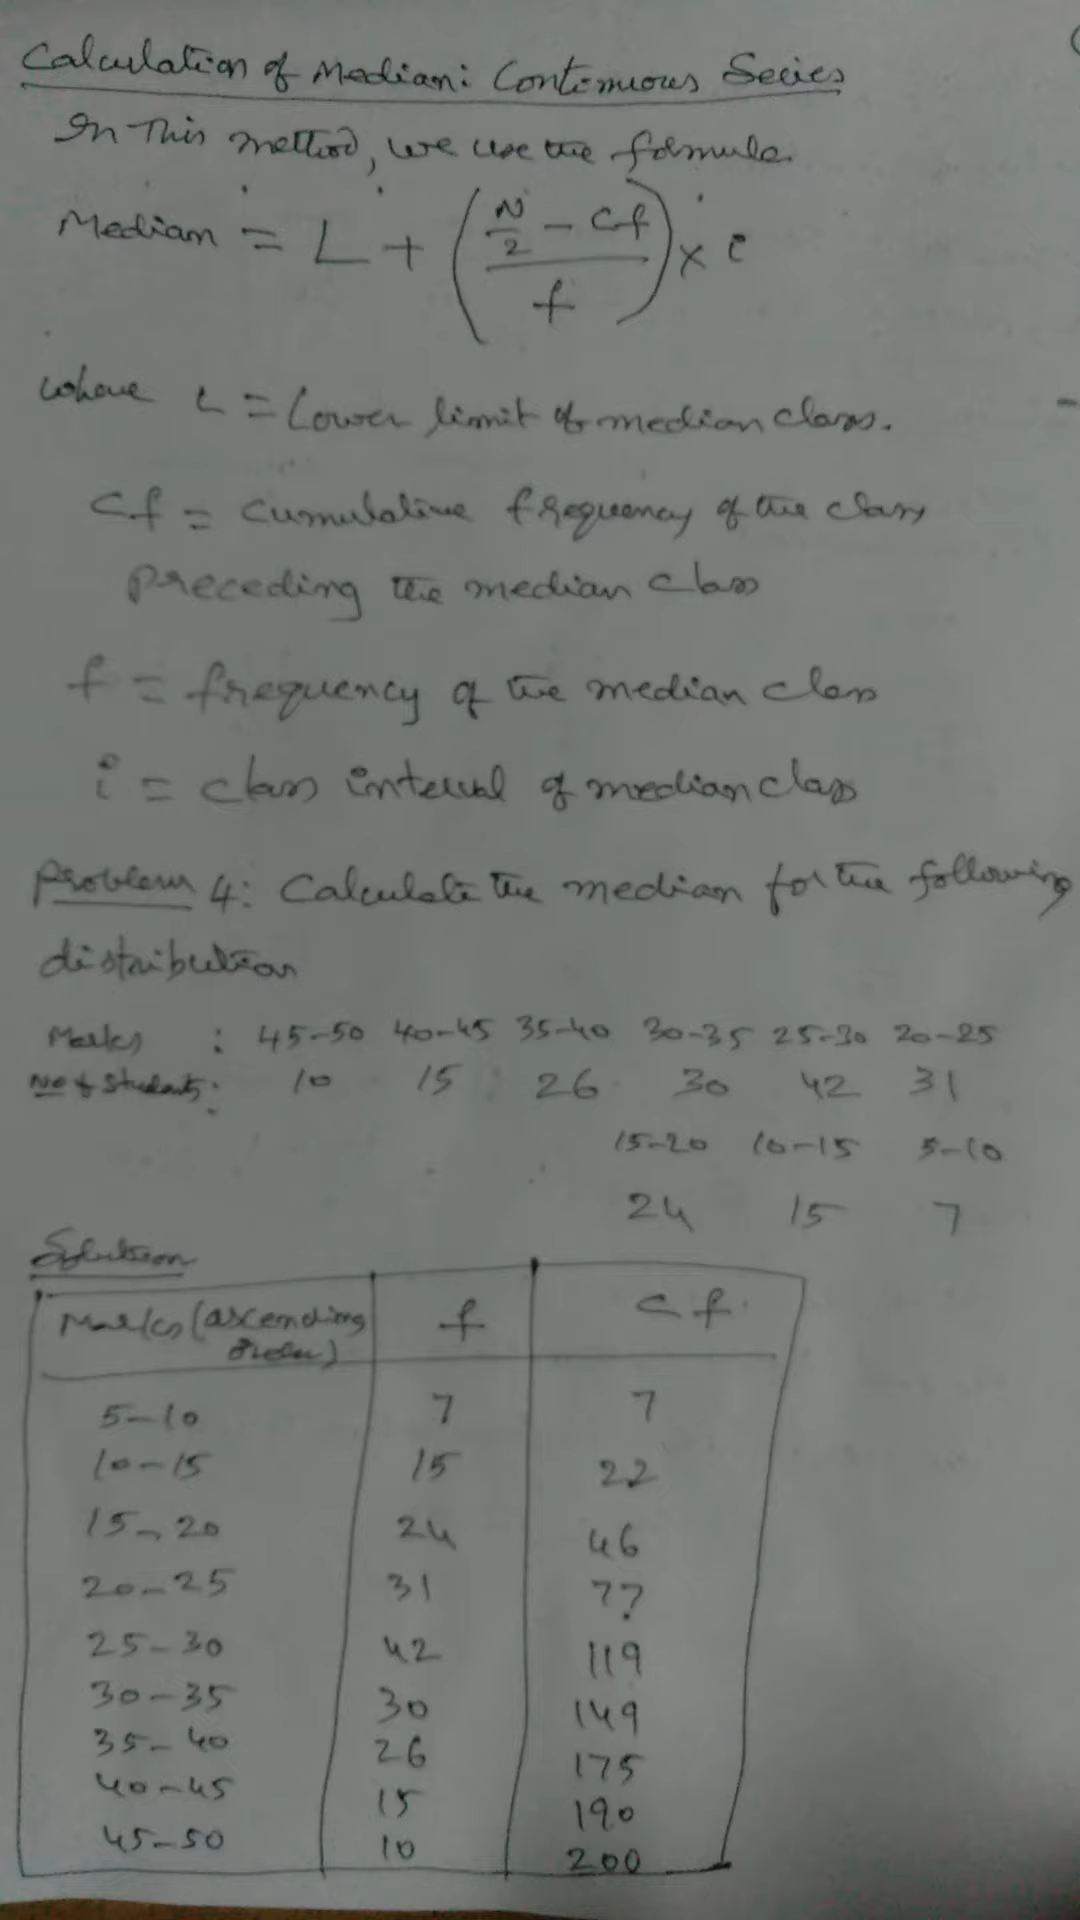 Calculation of Median: Continuous Series
In This method, we use the formula.
Median = L + ( N/2 - Cf / f ) × i
where L = Lower limit of median class.
Cf = cumulative frequency of the class
preceding the median class
f = frequency of the median class
i = class interval of median class
Problem 4: Calculate the median for the following
distribution
Marks : 45-50 40-45 35-40 30-35 25-30 20-25
No of Students: 10 15 26 30 42 31
15-20 10-15 5-10
24 15 7
Solution
Marks (ascending order) f cf
5-10 7 7
10-15 15 22
15-20 24 46
20-25 31 77
25-30 42 119
30-35 30 149
35-40 26 175
40-45 15 190
45-50 10 200